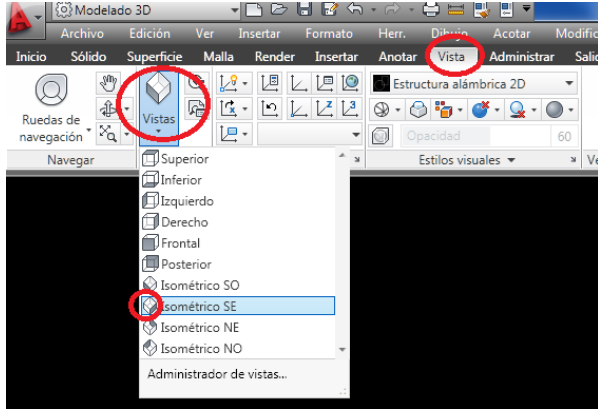 Modelado 3D
Archivo Edición Ver Insertar Formato Herr. Dibujo Acotar Modific
Inicio Sólido Superficie Malla Render Insertar Anotar Vista Administrar Salid
Ruedas de navegación
Vistas
Estructura alámbrica 2D
Opacidad 60
Navegar Estilos visuales Ve
Superior
Inferior
Izquierdo
Derecho
Frontal
Posterior
Isométrico SO
Isométrico SE
Isométrico NE
Isométrico NO
Administrador de vistas...